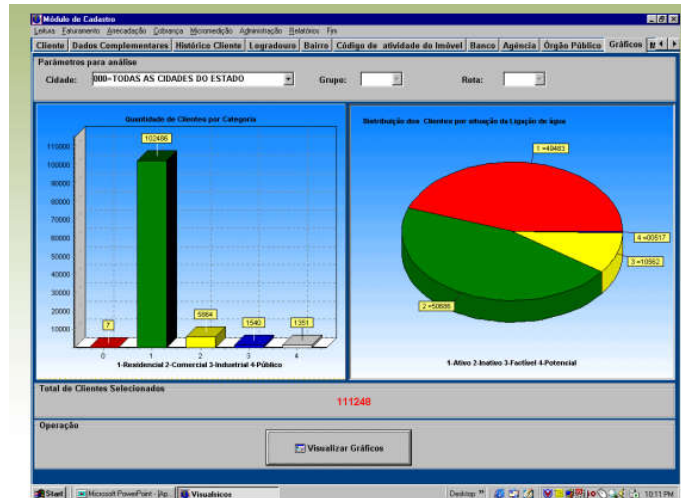 Módulo de Cadastro
Leitura Faturamento Arrecadação Cobrança Micromedição Administração Relatórios Fim
Cliente Dados Complementares Histórico Cliente Logradouro Bairro Código de atividade do Imóvel Banco Agência Órgão Público Gráficos
Parâmetros para análise
Cidade: 000=TODAS AS CIDADES DO ESTADO Grupo: Rota:
Quantidade de Clientes por Categoria
102486
110000
100000
90000
80000
70000
60000
50000
40000
30000
20000
10000
7
5864
1540
1351
0 1 2 3 4
1-Residencial 2-Comercial 3-Industrial 4-Público
Distribuição dos Clientes por situação da Ligação de água
1 =49483
4 =00517
3 =10562
2 =50686
1-Ativo 2-Inativo 3-Factível 4-Potencial
Total de Clientes Selecionados
111248
Operação
Visualizar Gráficos
Start Microsoft PowerPoint - [Ap... Visualsicos Desktop » 10:11 PM